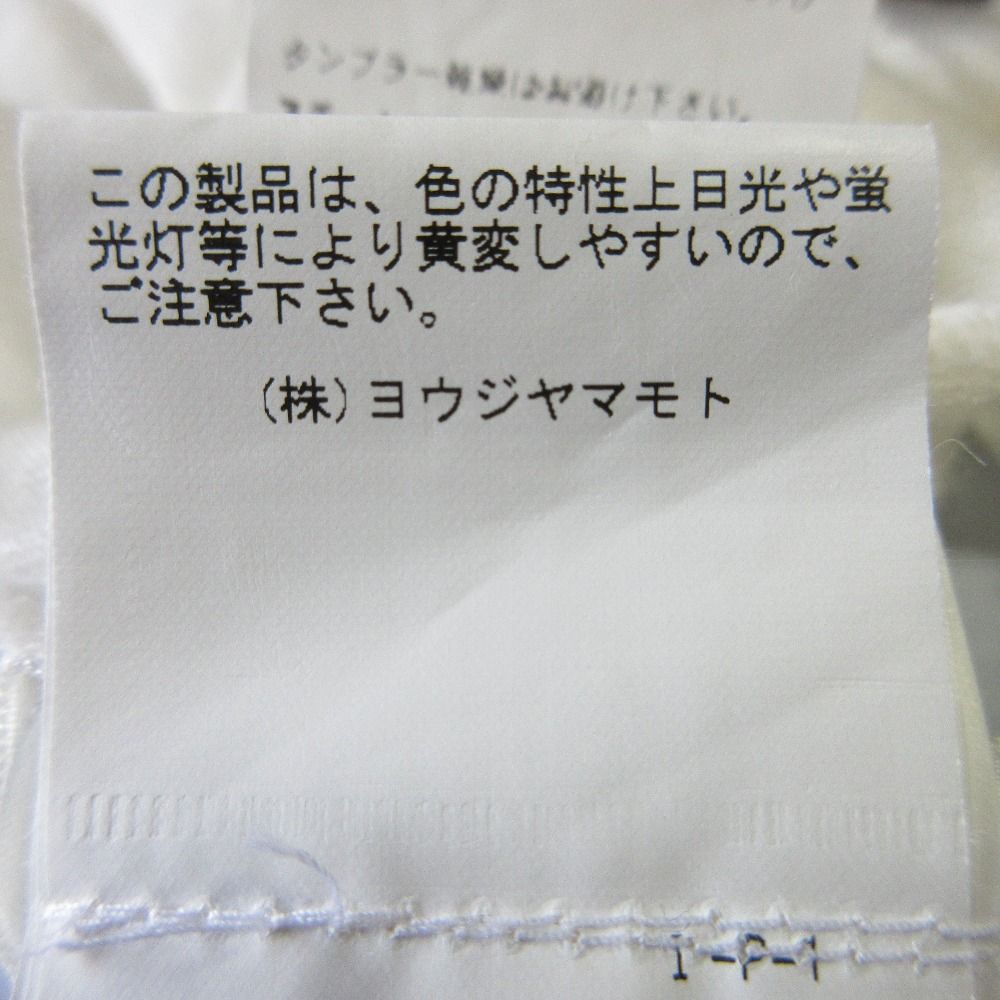 タンブラー乾燥はお避け下さい。
この製品は、色の特性上日光や蛍
光灯等により黄変しやすいので、
ご注意下さい。
(株)ヨウジヤマモト
I-P-1